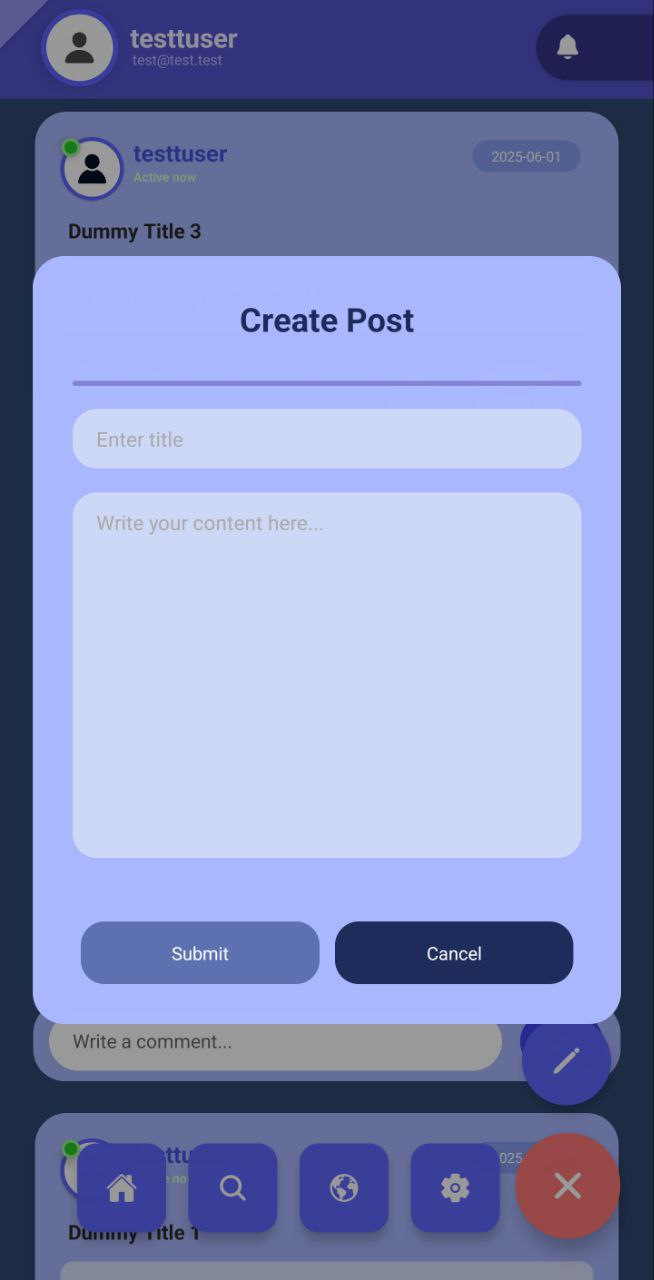 testtuser
test@test.test
testtuser
2025-06-01
Active now
Dummy Title 3
Create Post
Enter title
Write your content here...
Submit
Cancel
Write a comment...
Dummy Title 1